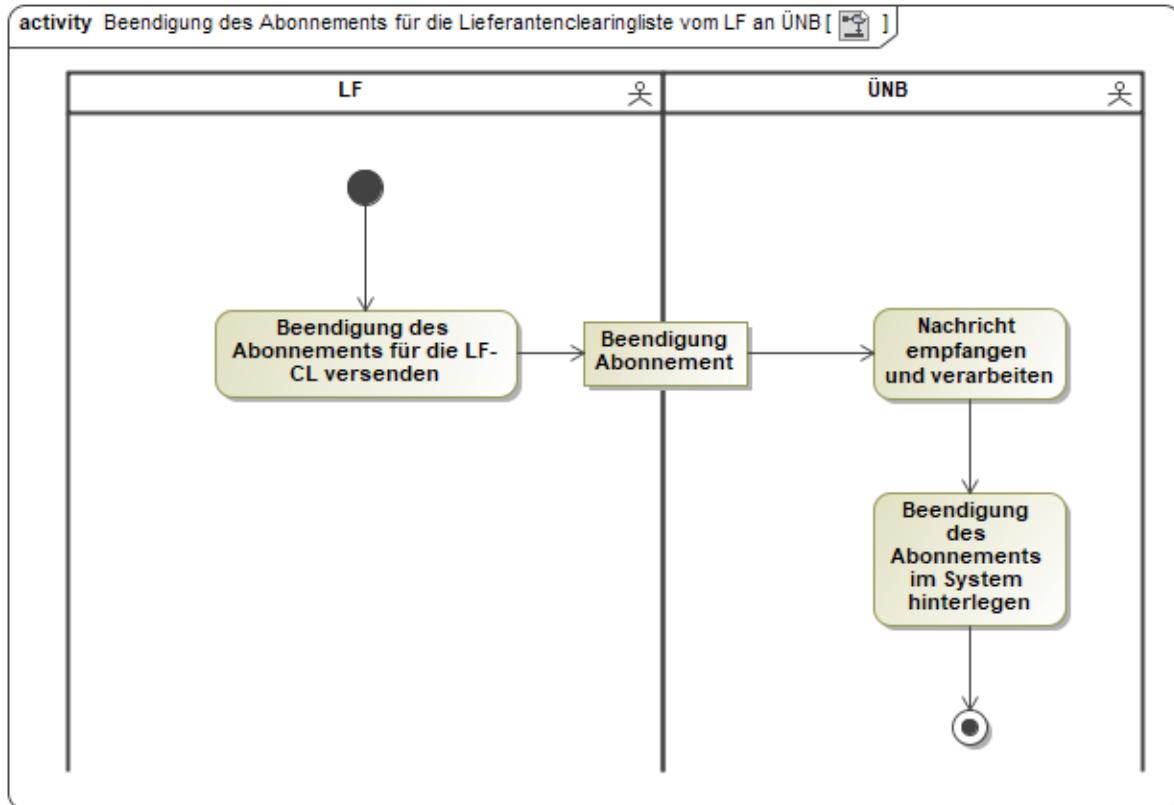 activity Beendigung des Abonnements für die Lieferantenclearingliste vom LF an ÜNB [ ]
LF
ÜNB
Beendigung des
Abonnements für die LF-
CL versenden
Beendigung
Abonnement
Nachricht
empfangen
und verarbeiten
Beendigung
des
Abonnements
im System
hinterlegen